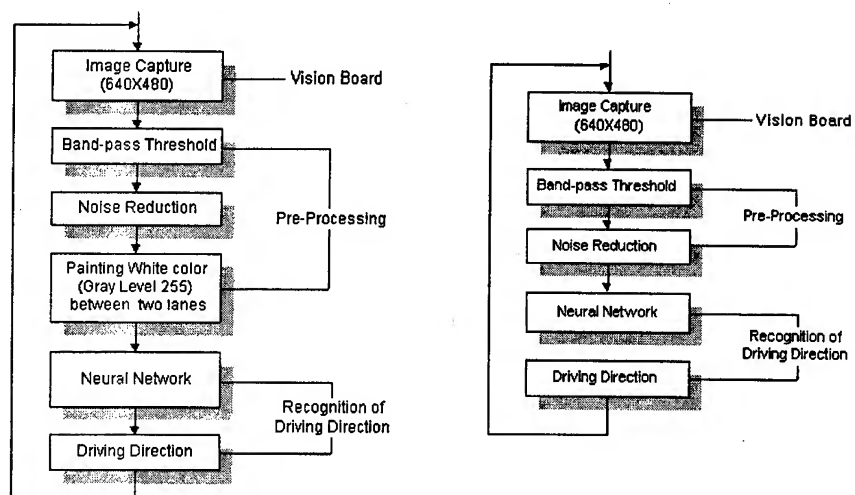 Image Capture
(640X480)
Vision Board
Band-pass Threshold
Noise Reduction
Pre-Processing
Painting White color
(Gray Level 255)
between two lanes
Neural Network
Recognition of
Driving Direction
Driving Direction
Image Capture
(640X480)
Vision Board
Band-pass Threshold
Pre-Processing
Noise Reduction
Neural Network
Recognition of
Driving Direction
Driving Direction